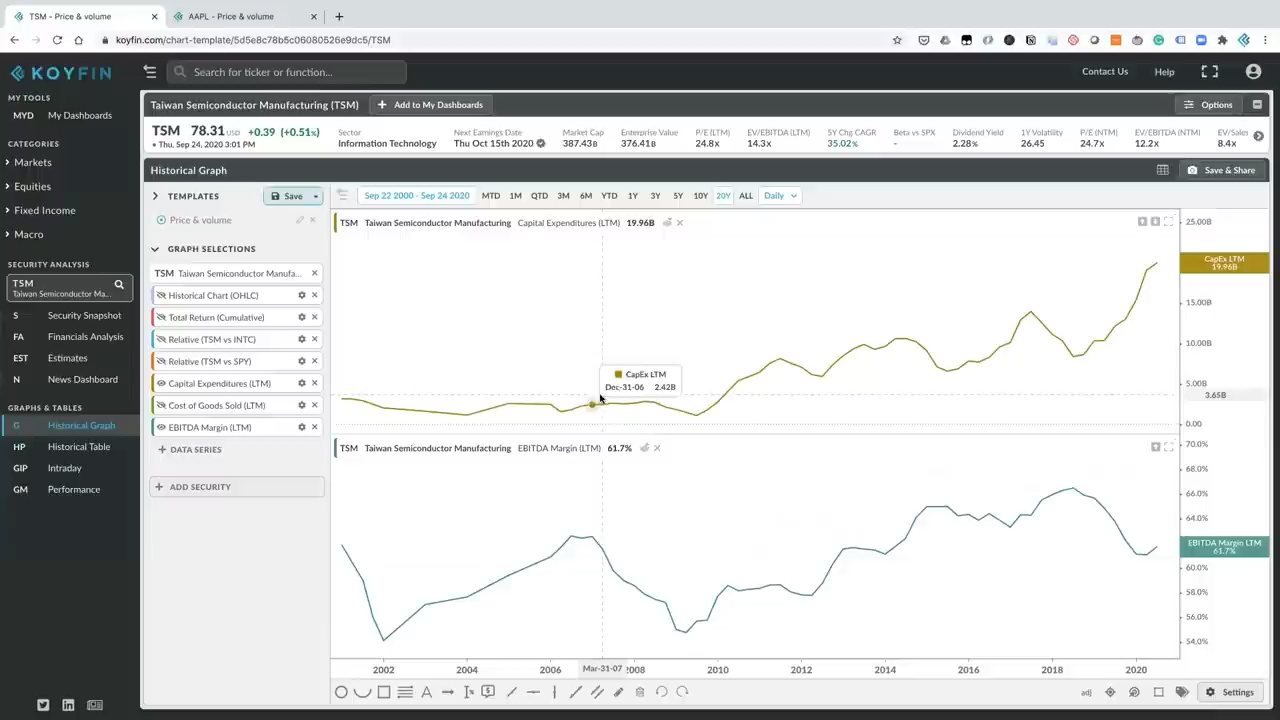 TSM - Price & volume
AAPL - Price & volume
koyfin.com/chart-template/5d5e8c78b5c06080526e9dc5/TSM
KOYFIN
Search for ticker or function...
Contact Us
Help
MY TOOLS
MYD My Dashboards
CATEGORIES
Markets
Equities
Fixed Income
Macro
SECURITY ANALYSIS
TSM
Taiwan Semiconductor Ma...
S Security Snapshot
FA Financials Analysis
EST Estimates
N News Dashboard
GRAPHS & TABLES
G Historical Graph
HP Historical Table
GIP Intraday
GM Performance
Taiwan Semiconductor Manufacturing (TSM)
Add to My Dashboards
Options
TSM 78.31 USD +0.39 (+0.51%)
• Thu, Sep 24, 2020 3:01 PM
Sector
Information Technology
Next Earnings Date
Thu Oct 15th 2020
Market Cap
387.43B
Enterprise Value
376.41B
P/E (LTM)
24.8x
EV/EBITDA (LTM)
14.3x
5Y Chg CAGR
35.02%
Beta vs SPX
-
Dividend Yield
2.28%
1Y Volatility
26.45
P/E (NTM)
24.7x
EV/EBITDA (NTM)
12.2x
EV/Sales
8.4x
Historical Graph
Save & Share
TEMPLATES
Save
Price & volume
GRAPH SELECTIONS
TSM Taiwan Semiconductor Manufa...
Historical Chart (OHLC)
Total Return (Cumulative)
Relative (TSM vs INTC)
Relative (TSM vs SPY)
Capital Expenditures (LTM)
Cost of Goods Sold (LTM)
EBITDA Margin (LTM)
+ DATA SERIES
+ ADD SECURITY
Sep 22 2000 - Sep 24 2020
MTD 1M QTD 3M 6M YTD 1Y 3Y 5Y 10Y 20Y ALL Daily
TSM Taiwan Semiconductor Manufacturing Capital Expenditures (LTM) 19.96B
25.00B
CapEx LTM
19.96B
15.00B
10.00B
5.00B
3.65B
0.00
CapEx LTM
Dec-31-06 2.42B
TSM Taiwan Semiconductor Manufacturing EBITDA Margin (LTM) 61.7%
70.0%
68.0%
66.0%
64.0%
EBITDA Margin LTM
61.7%
60.0%
58.0%
56.0%
54.0%
2002 2004 2006 Mar-31-07 2008 2010 2012 2014 2016 2018 2020
adj
Settings